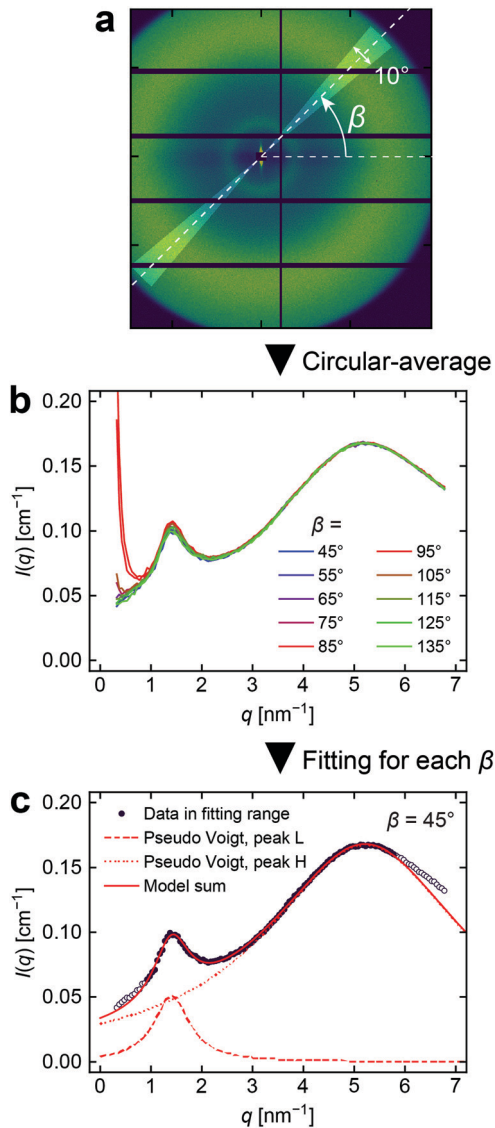 a
10°
β
Circular-average
b
0.20
0.15
0.10
0.05
0.00
I(q) [cm⁻¹]
β =
45° 95°
55° 105°
65° 115°
75° 125°
85° 135°
0 1 2 3 4 5 6 7
q [nm⁻¹]
Fitting for each β
c
0.20
0.15
0.10
0.05
0.00
I(q) [cm⁻¹]
Data in fitting range
Pseudo Voigt, peak L
Pseudo Voigt, peak H
Model sum
β = 45°
0 1 2 3 4 5 6 7
q [nm⁻¹]